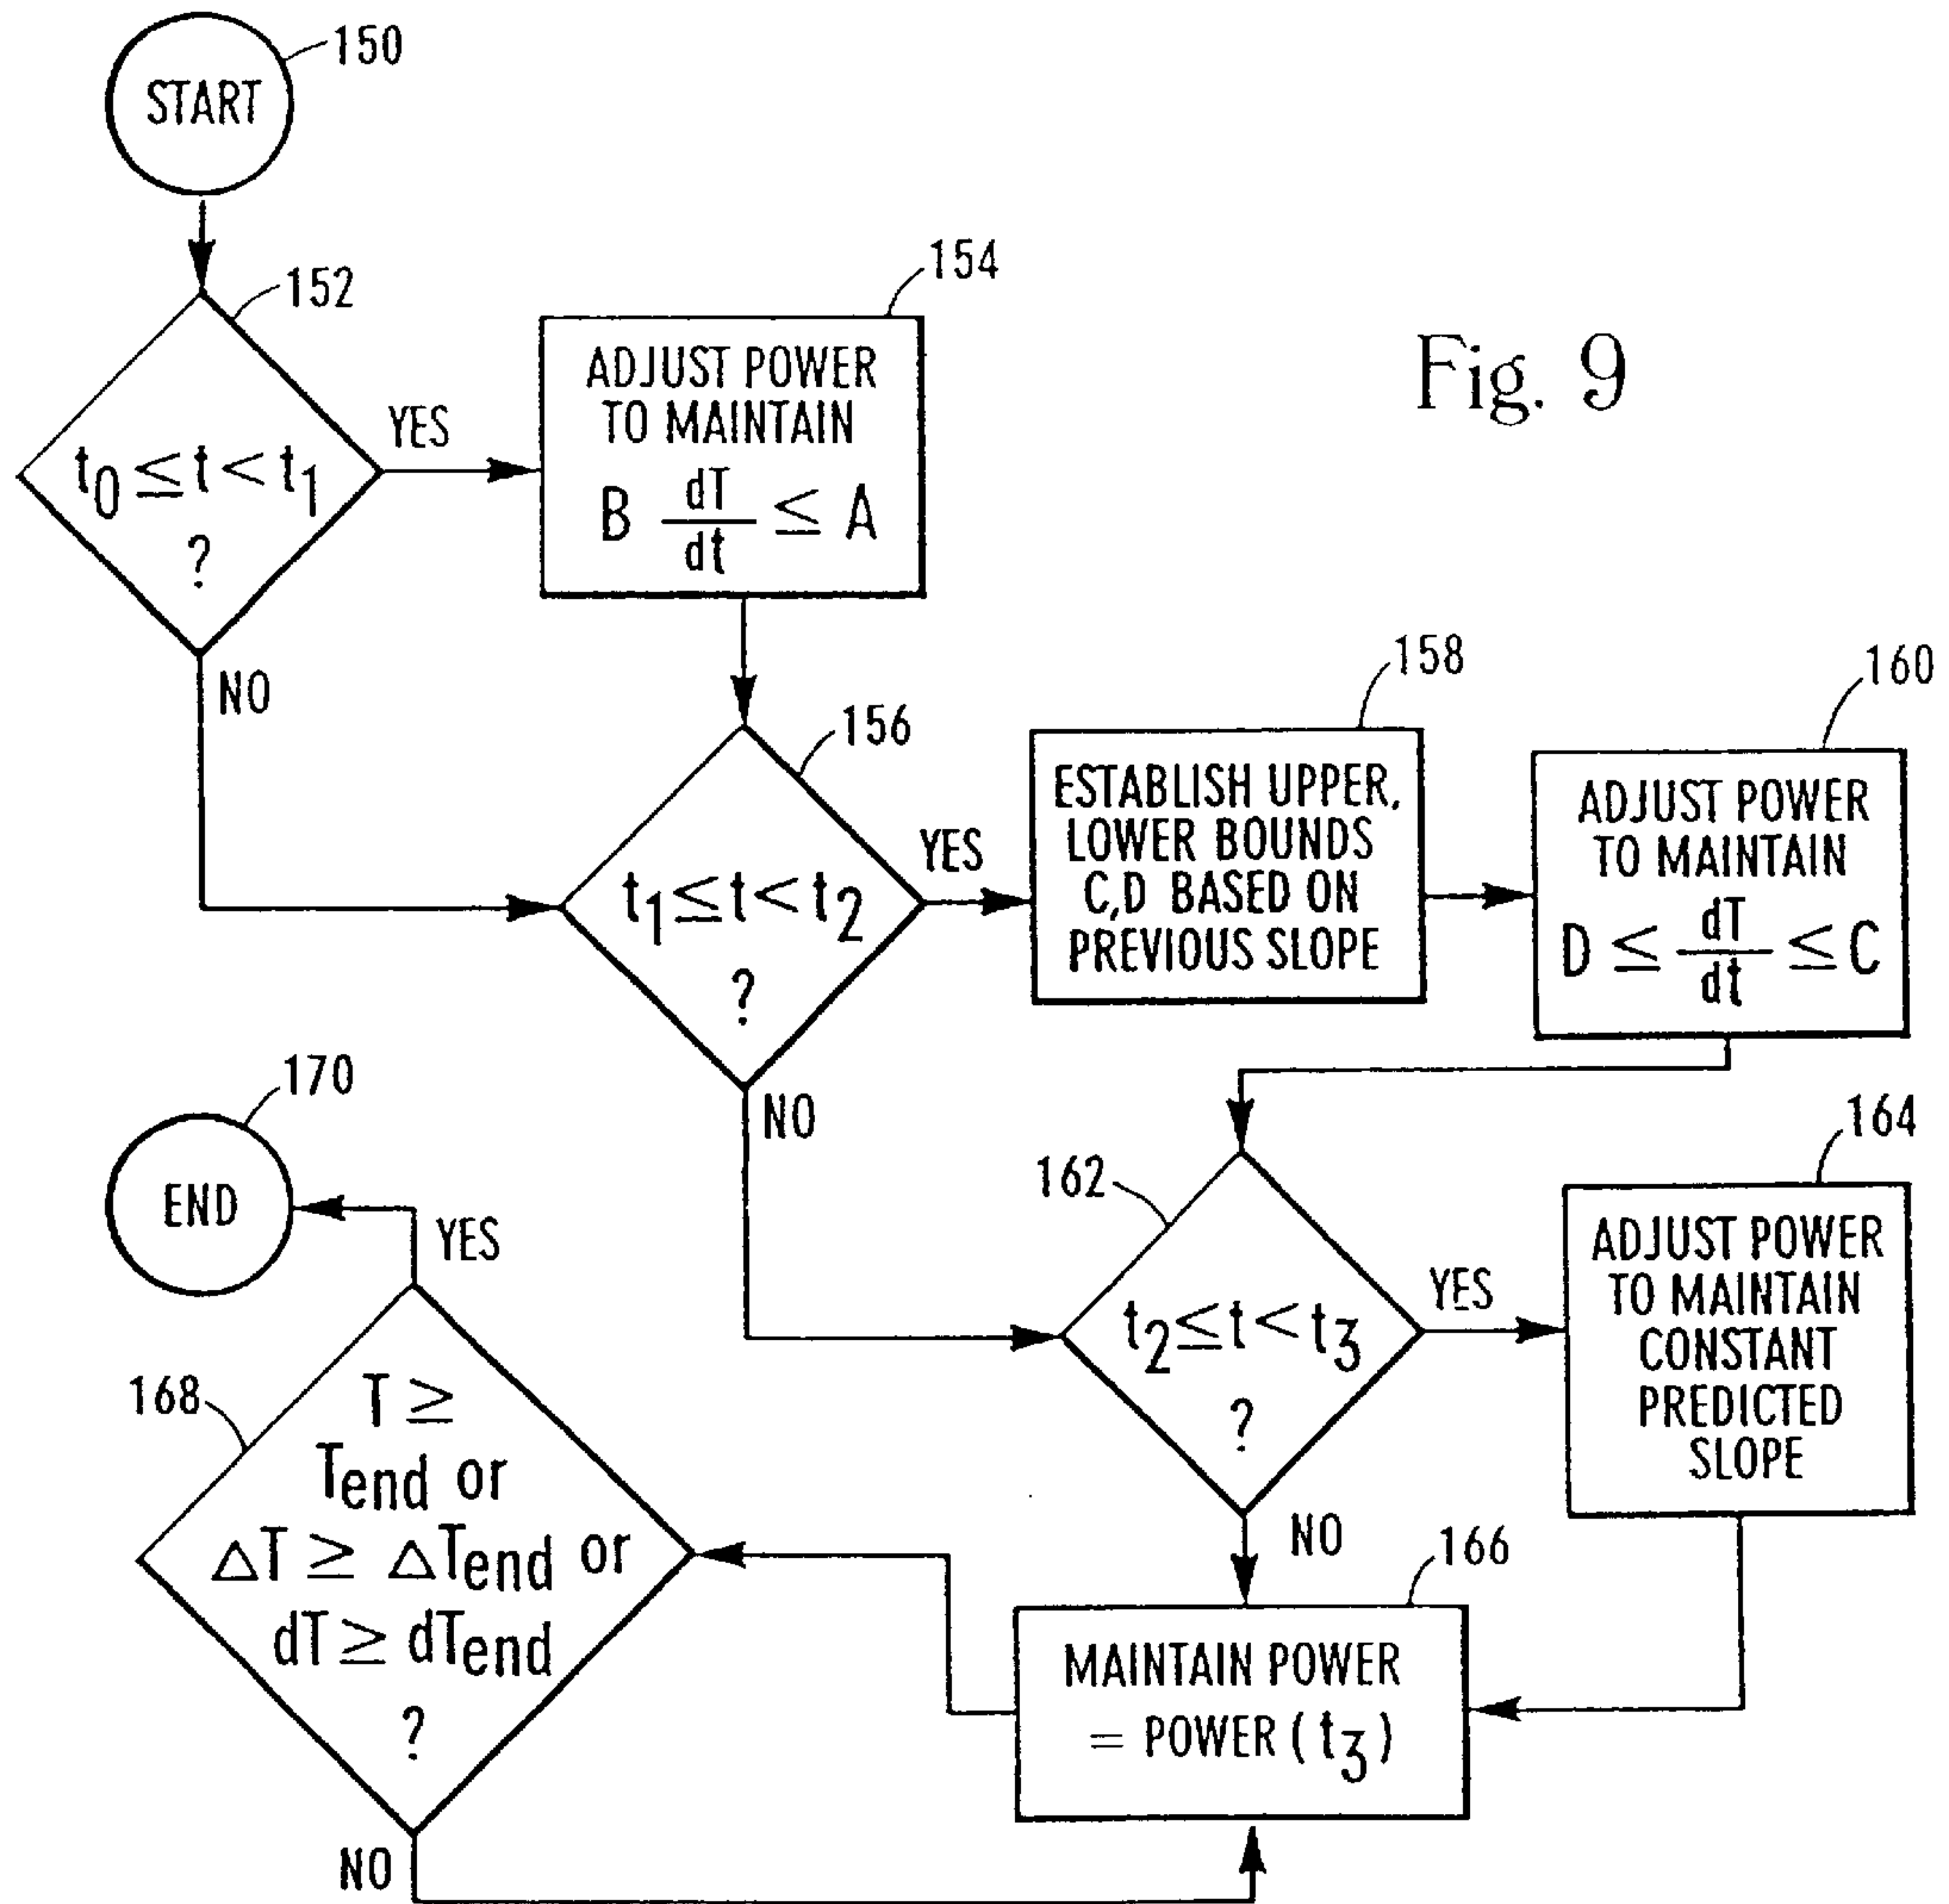 150
START
152
154
ADJUST POWER
TO MAINTAIN
B dT/dt ≤ A
Fig. 9
YES
t0 ≤ t < t1
?
NO
156
158
160
ESTABLISH UPPER,
LOWER BOUNDS
C,D BASED ON
PREVIOUS SLOPE
ADJUST POWER
TO MAINTAIN
D ≤ dT/dt ≤ C
YES
t1 ≤ t < t2
?
NO
170
END
YES
162
164
ADJUST POWER
TO MAINTAIN
CONSTANT
PREDICTED
SLOPE
YES
t2 ≤ t < t3
?
NO
166
168
T ≥
Tend or
ΔT ≥ ΔTend or
dT ≥ dTend
?
MAINTAIN POWER
= POWER (t3)
NO